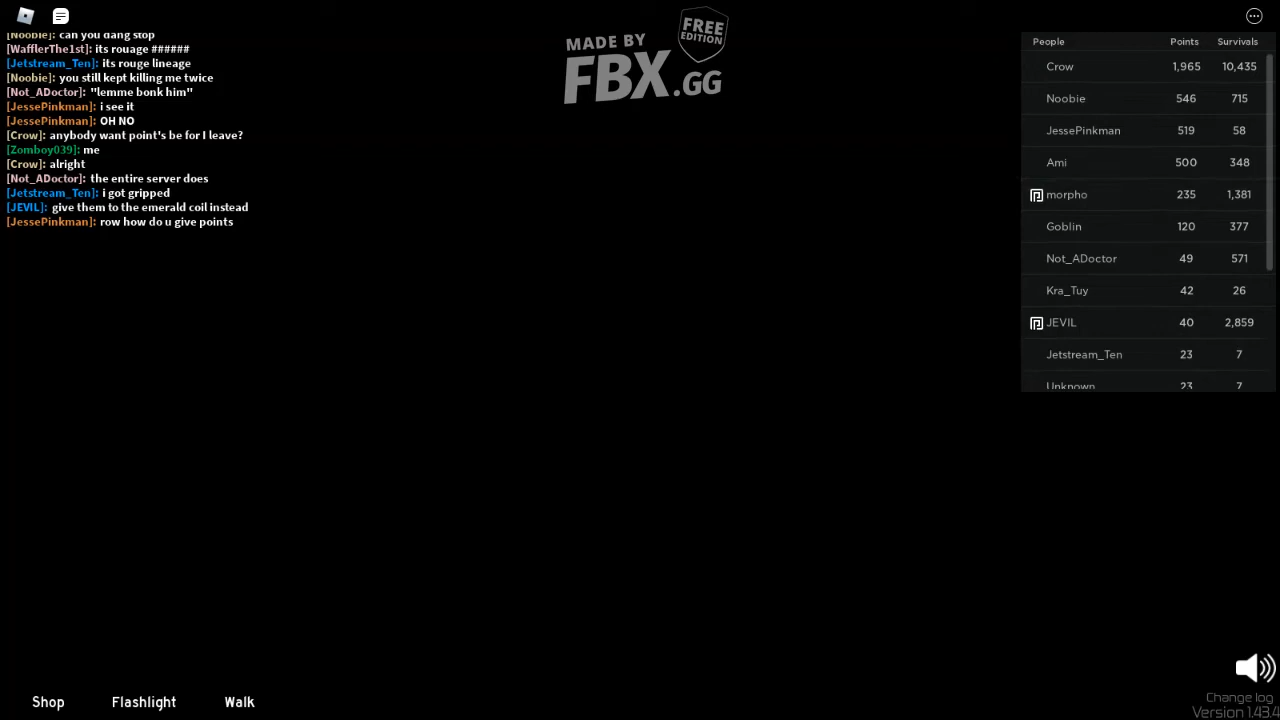 [Noobie]: can you dang stop
[WafflerThe1st]: its rouage ######
[Jetstream_Ten]: its rouge lineage
[Noobie]: you still kept killing me twice
[Not_ADoctor]: "lemme bonk him"
[JessePinkman]: i see it
[JessePinkman]: OH NO
[Crow]: anybody want point's be for I leave?
[Zomboy039]: me
[Crow]: alright
[Not_ADoctor]: the entire server does
[Jetstream_Ten]: i got gripped
[JEVIL]: give them to the emerald coil instead
[JessePinkman]: row how do u give points
MADE BY
FBX.GG
FREE
EDITION
People Points Survivals
Crow 1,965 10,435
Noobie 546 715
JessePinkman 519 58
Ami 500 348
morpho 235 1,381
Goblin 120 377
Not_ADoctor 49 571
Kra_Tuy 42 26
JEVIL 40 2,859
Jetstream_Ten 23 7
Unknown 23 7
Shop Flashlight Walk
Change log
Version 1.43.4